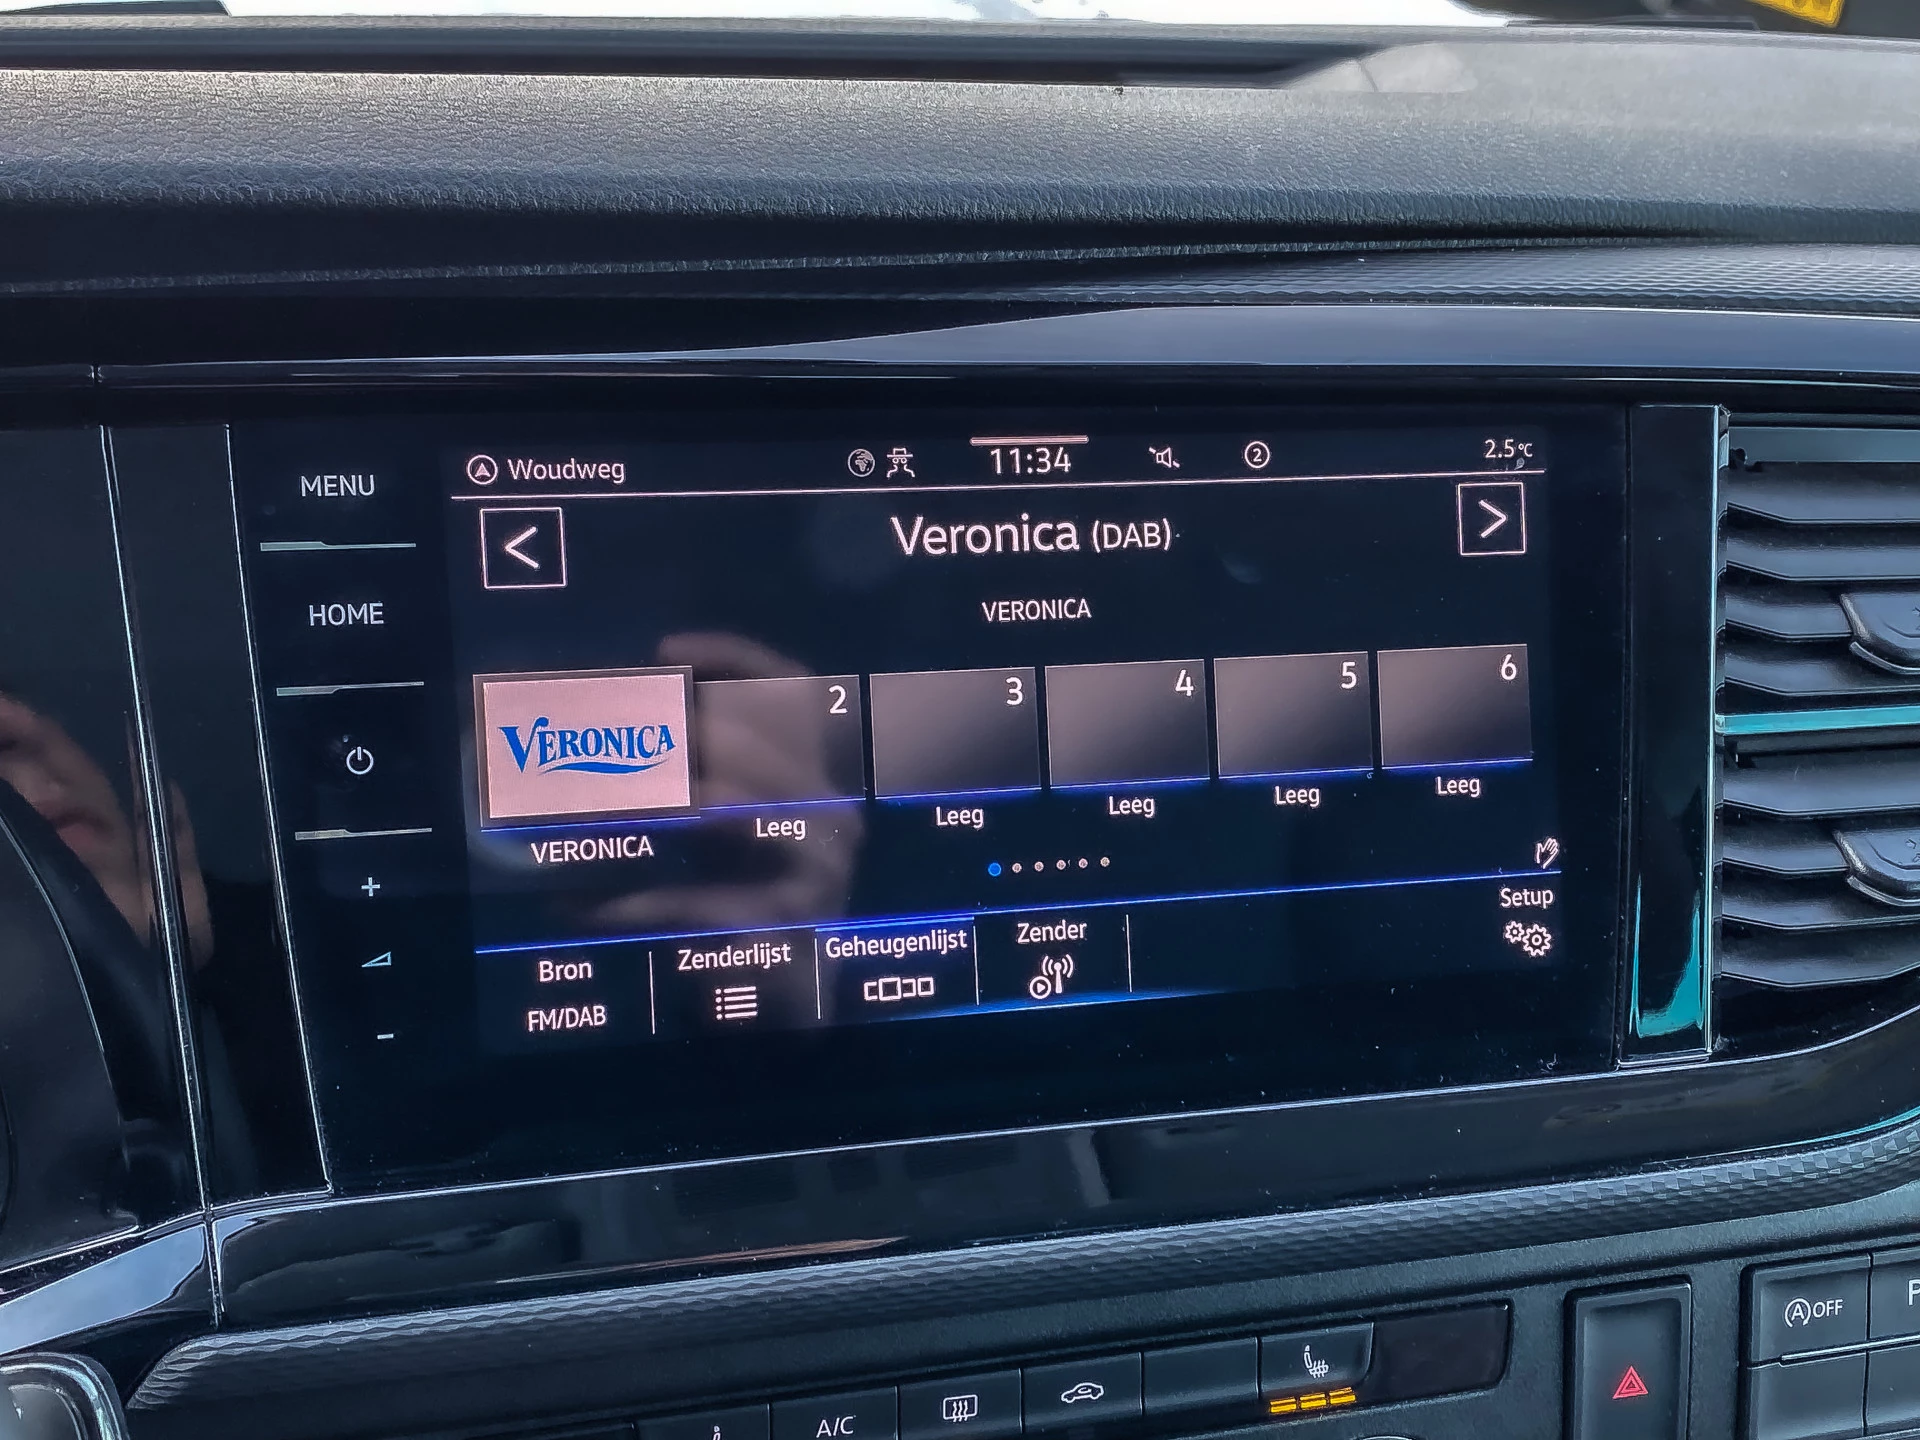 MENU
HOME
+
-
Woudweg
11:34
2
2.5°C
<
Veronica (DAB)
>
VERONICA
VERONICA
2
3
4
5
6
VERONICA
Leeg
Leeg
Leeg
Leeg
Leeg
Bron
FM/DAB
Zenderlijst
Geheugenlijst
Zender
Setup
A/C
(A)OFF
P